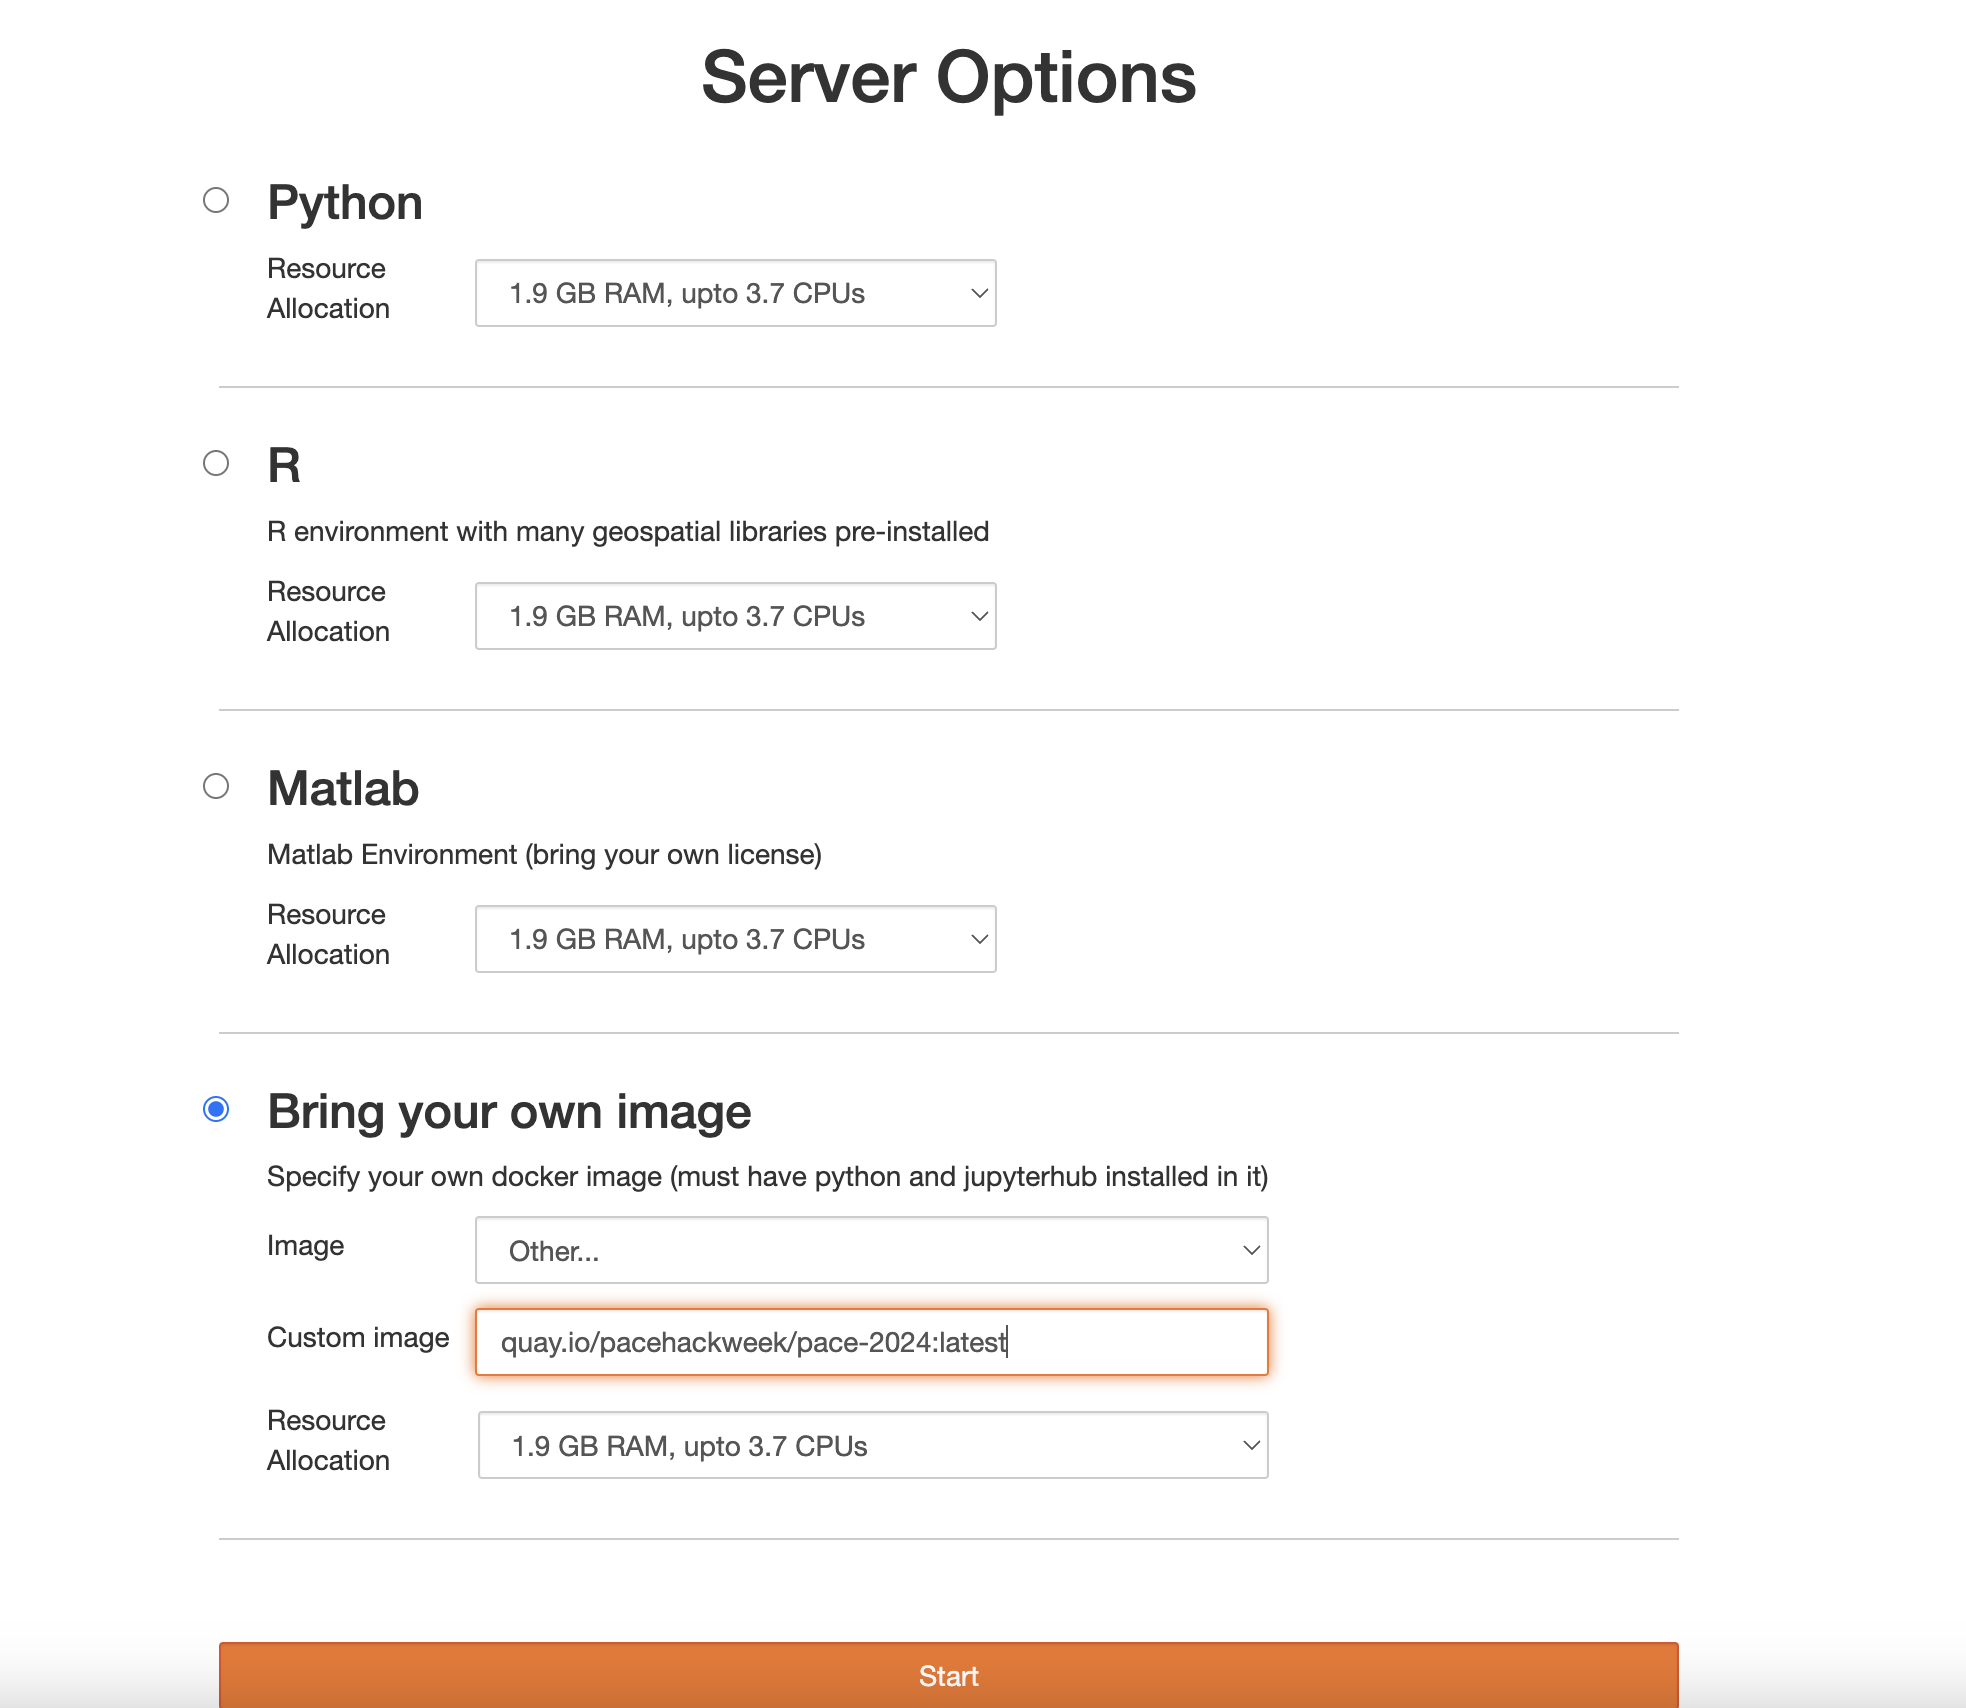 Server Options
Python
Resource
Allocation
1.9 GB RAM, upto 3.7 CPUs
R
R environment with many geospatial libraries pre-installed
Resource
Allocation
1.9 GB RAM, upto 3.7 CPUs
Matlab
Matlab Environment (bring your own license)
Resource
Allocation
1.9 GB RAM, upto 3.7 CPUs
Bring your own image
Specify your own docker image (must have python and jupyterhub installed in it)
Image
Other...
Custom image
quay.io/pacehackweek/pace-2024:latest
Resource
Allocation
1.9 GB RAM, upto 3.7 CPUs
Start